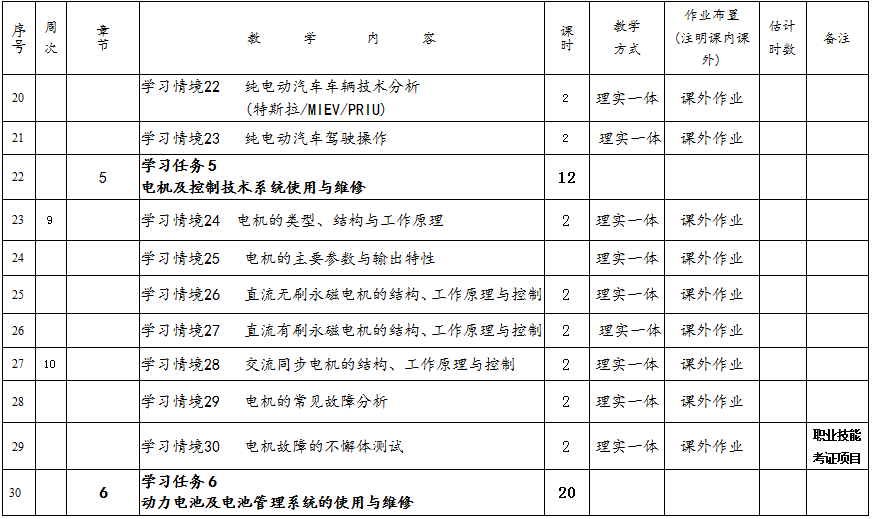 序号 周次 章节 教 学 内 容 课时 教学方式 作业布置(注明课内课外) 估计时数 备注
20 学习情境22 纯电动汽车车辆技术分析
(特斯拉/MIEV/PRIU) 2 理实一体 课外作业
21 学习情境23 纯电动汽车驾驶操作 2 理实一体 课外作业
22 5 学习任务5
电机及控制技术系统使用与维修 12
23 9 学习情境24 电机的类型、结构与工作原理 2 理实一体 课外作业
24 学习情境25 电机的主要参数与输出特性 理实一体 课外作业
25 学习情境26 直流无刷永磁电机的结构、工作原理与控制 2 理实一体 课外作业
26 学习情境27 直流有刷永磁电机的结构、工作原理与控制 2 理实一体 课外作业
27 10 学习情境28 交流同步电机的结构、工作原理与控制 2 理实一体 课外作业
28 学习情境29 电机的常见故障分析 2 理实一体 课外作业
29 学习情境30 电机故障的不懈体测试 2 理实一体 课外作业 职业技能
考证项目
30 6 学习任务6
动力电池及电池管理系统的使用与维修 20